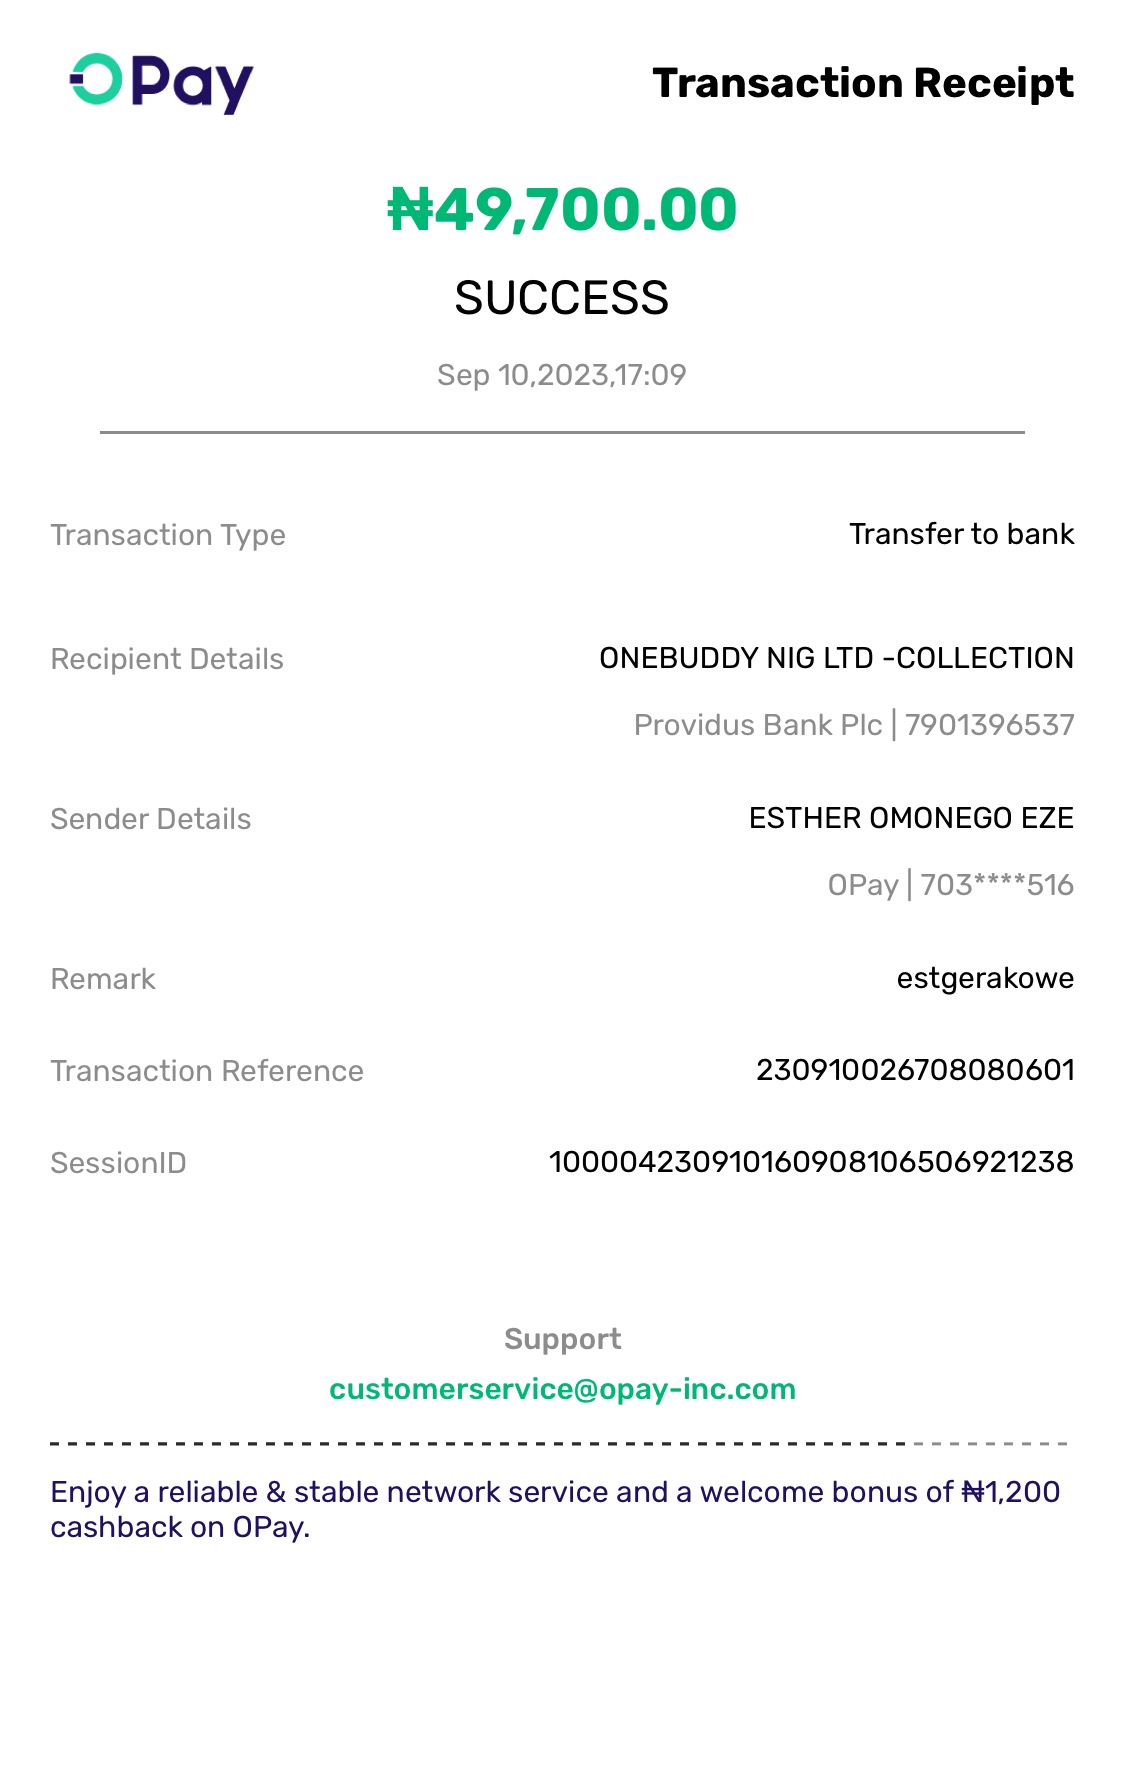 OPay
Transaction Receipt
₦49,700.00
SUCCESS
Sep 10,2023,17:09
Transaction Type
Transfer to bank
Recipient Details
ONEBUDDY NIG LTD -COLLECTION
Providus Bank Plc | 7901396537
Sender Details
ESTHER OMONEGO EZE
OPay | 703****516
Remark
estgerakowe
Transaction Reference
230910026708080601
SessionID
100004230910160908106506921238
Support
customerservice@opay-inc.com
Enjoy a reliable & stable network service and a welcome bonus of ₦1,200
cashback on OPay.